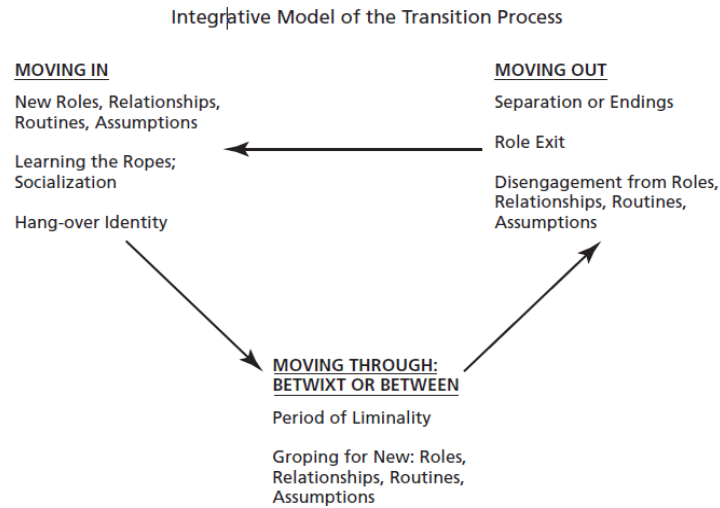 Integrative Model of the Transition Process
MOVING IN
New Roles, Relationships,
Routines, Assumptions
Learning the Ropes;
Socialization
Hang-over Identity
MOVING OUT
Separation or Endings
Role Exit
Disengagement from Roles,
Relationships, Routines,
Assumptions
MOVING THROUGH:
BETWIXT OR BETWEEN
Period of Liminality
Groping for New: Roles,
Relationships, Routines,
Assumptions